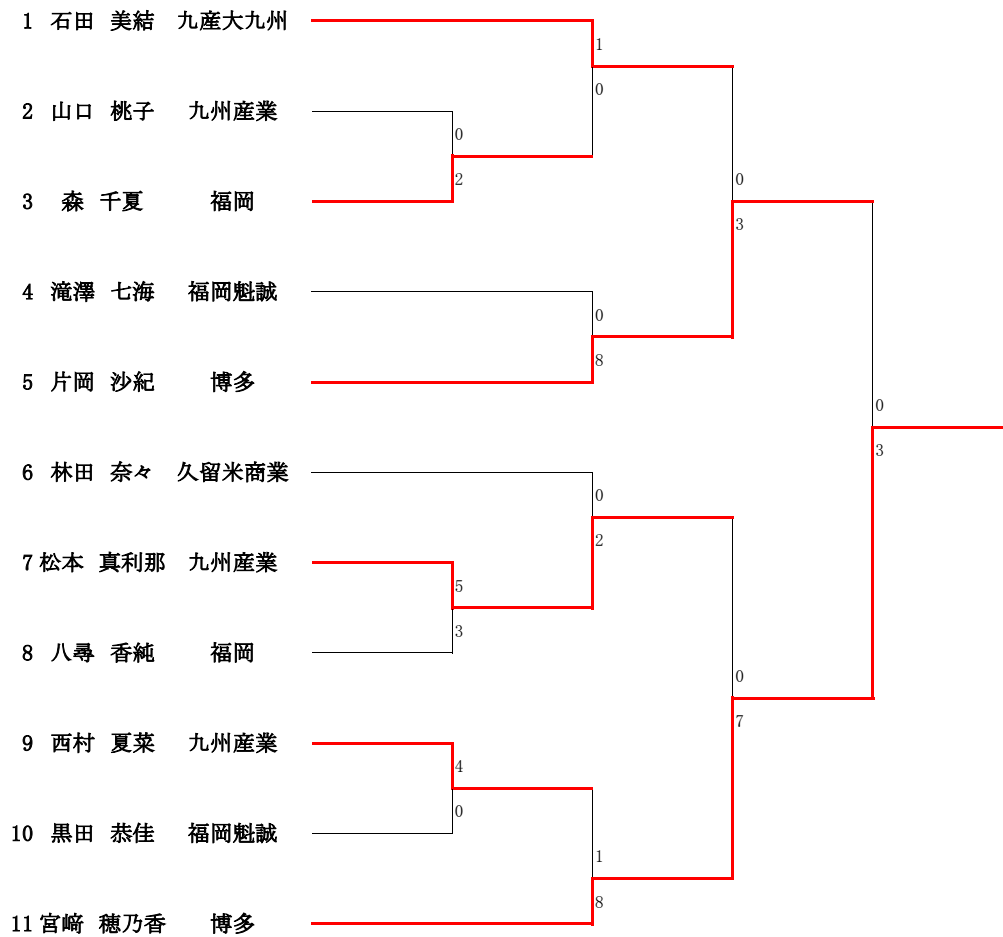 1 石田 美結 九産大九州
1
0
2 山口 桃子 九州産業
0
2
0
3 森 千夏 福岡
3
4 滝澤 七海 福岡魁誠
0
8
5 片岡 沙紀 博多
0
3
6 林田 奈々 久留米商業
0
2
7 松本 真利那 九州産業
5
3
8 八尋 香純 福岡
0
7
9 西村 夏菜 九州産業
4
0
10 黒田 恭佳 福岡魁誠
1
8
11 宮﨑 穂乃香 博多